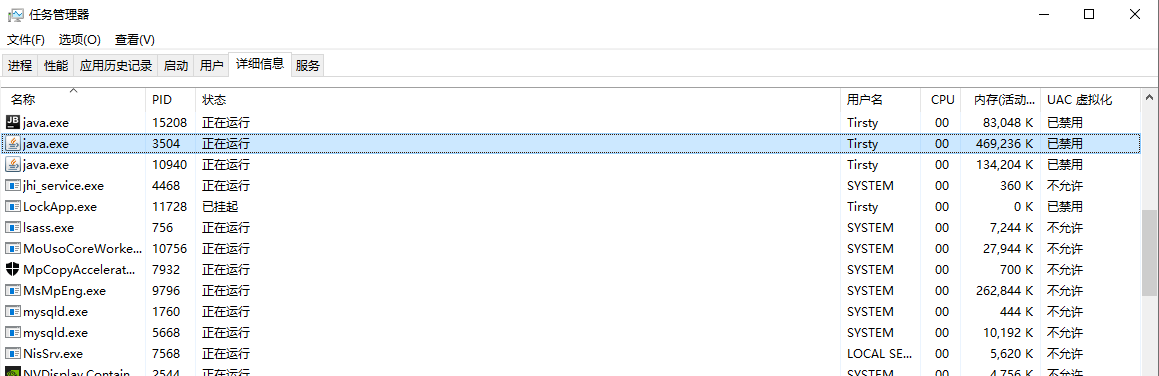 任务管理器
文件(F) 选项(O) 查看(V)
进程 性能 应用历史记录 启动 用户 详细信息 服务
名称 PID 状态 用户名 CPU 内存(活动... UAC 虚拟化
java.exe 15208 正在运行 Tirsty 00 83,048 K 已禁用
java.exe 3504 正在运行 Tirsty 00 469,236 K 已禁用
java.exe 10940 正在运行 Tirsty 00 134,204 K 已禁用
jhi_service.exe 4468 正在运行 SYSTEM 00 360 K 不允许
LockApp.exe 11728 已挂起 Tirsty 00 0 K 已禁用
lsass.exe 756 正在运行 SYSTEM 00 7,244 K 不允许
MoUsoCoreWorke... 10756 正在运行 SYSTEM 00 27,944 K 不允许
MpCopyAccelerat... 7932 正在运行 SYSTEM 00 700 K 不允许
MsMpEng.exe 9796 正在运行 SYSTEM 00 262,844 K 不允许
mysqld.exe 1760 正在运行 SYSTEM 00 444 K 不允许
mysqld.exe 5668 正在运行 SYSTEM 00 10,192 K 不允许
NisSrv.exe 7568 正在运行 LOCAL SE... 00 5,620 K 不允许
NVDisplay.Contain... 2544 正在运行 SYSTEM 00 4,756 K 不允许